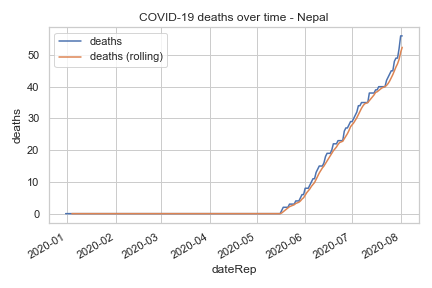 COVID-19 deaths over time - Nepal
deaths
deaths (rolling)
deaths
50
40
30
20
10
0
2020-01
2020-02
2020-03
2020-04
2020-05
2020-06
2020-07
2020-08
dateRep